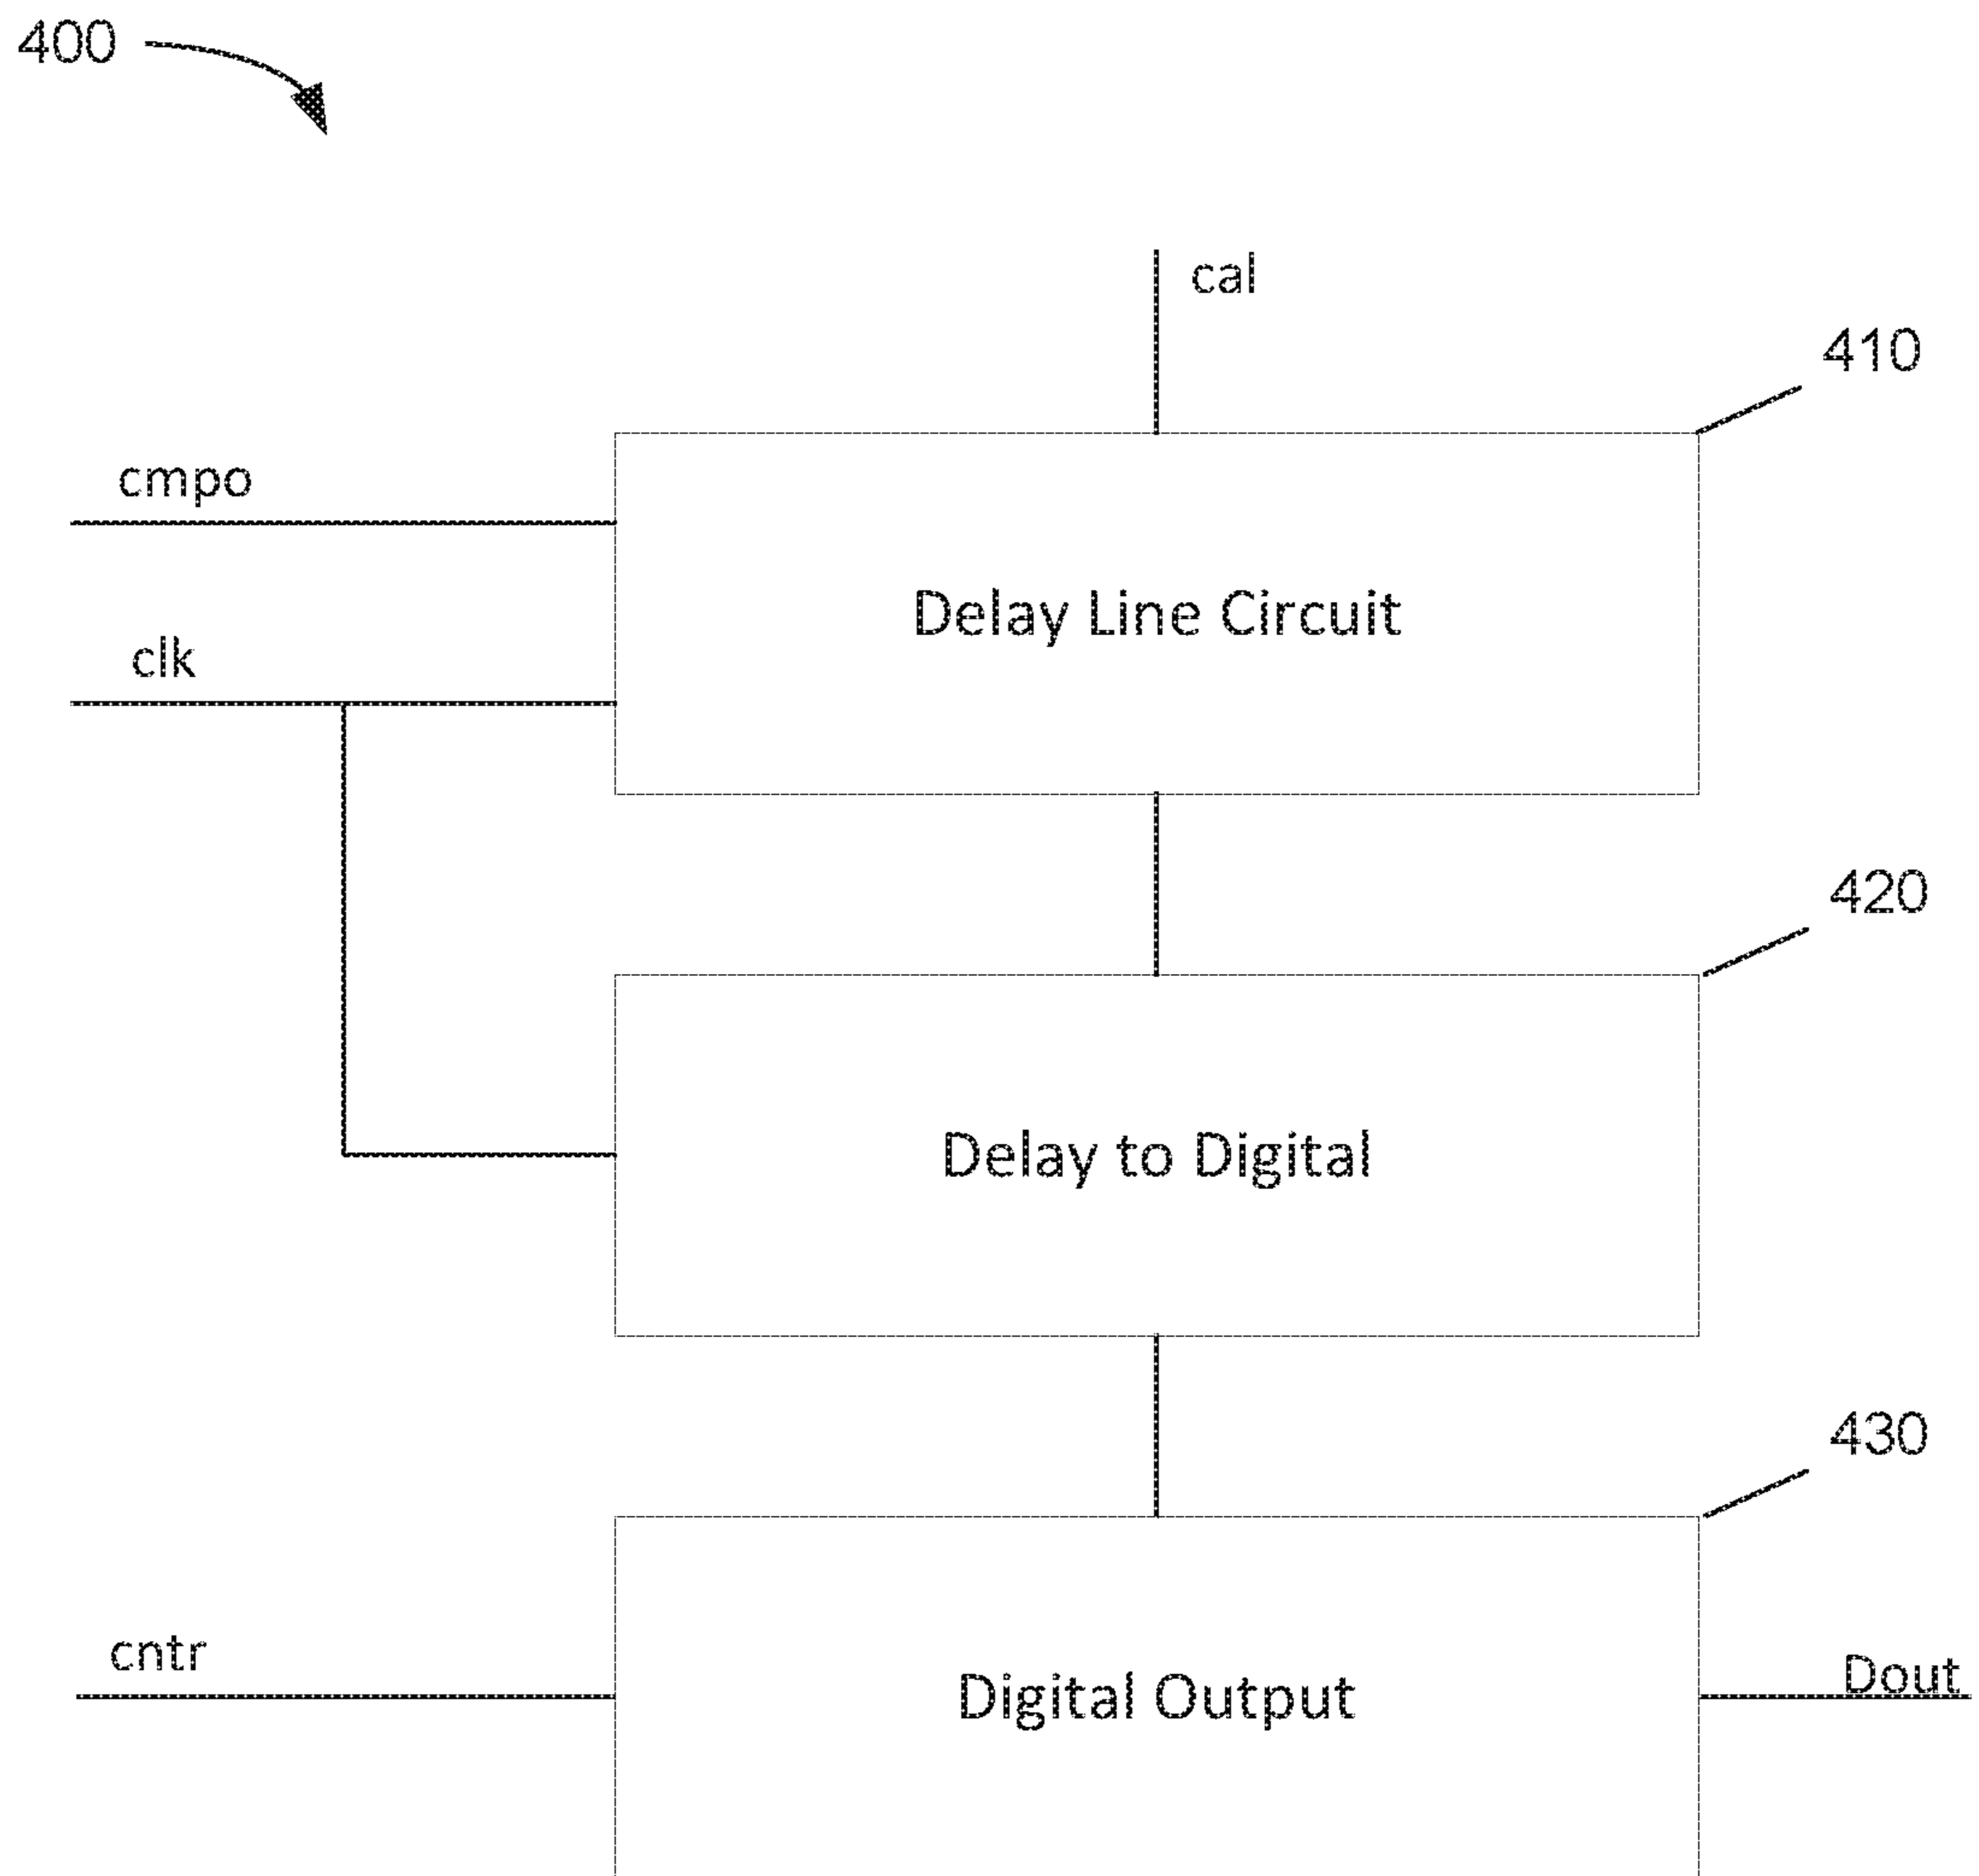 400
cal
410
cmpo
Delay Line Circuit
clk
420
Delay to Digital
430
cntr
Dout
Digital Output